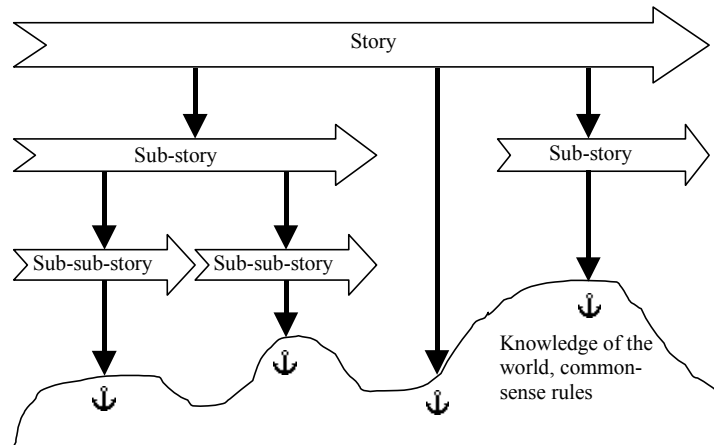 Story
Sub-story
Sub-story
Sub-sub-story
Sub-sub-story
Knowledge of the
world, common-
sense rules